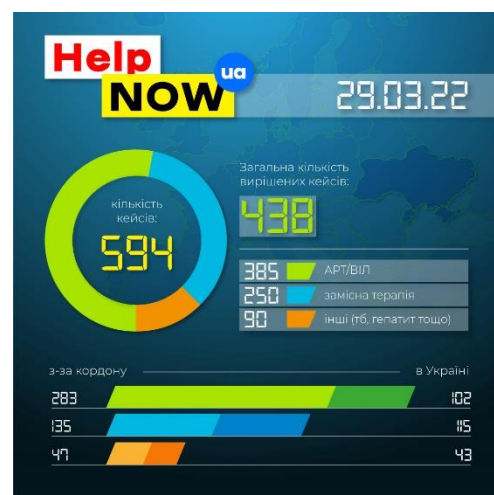 Help
ua
NOW
29.03.22
Загальна кількість
вирішених кейсів:
438
кількість
кейсів:
594
385 АРТ/ВІЛ
250 замісна терапія
90 інші (тб, гепатит тощо)
з-за кордону в Україні
283 102
135 115
47 43